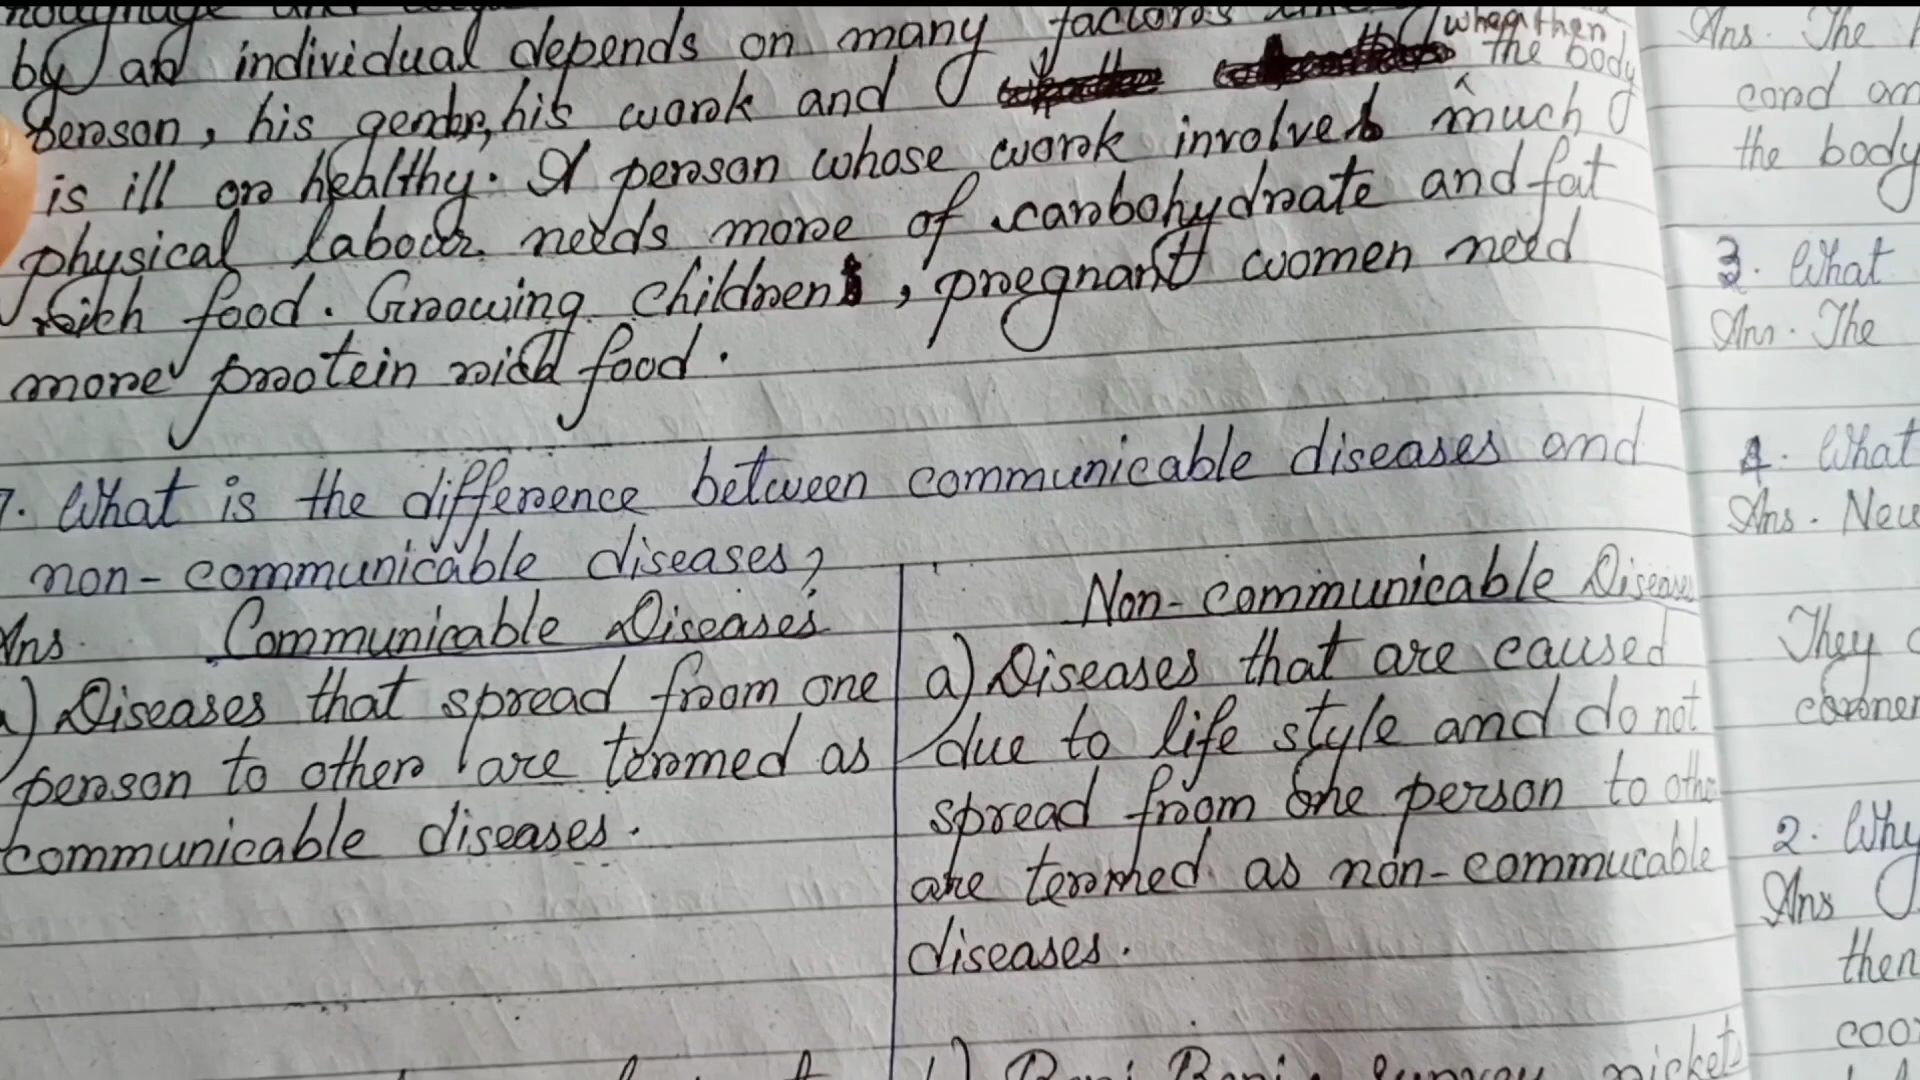 by an individual depends on many factors
person, his gender, his work and whether the body
is ill or healthy. A person whose work involves much
physical labour needs more of carbohydrate and fat
rich food. Growing children, pregnant women need
more protein rich food.
7. What is the difference between communicable diseases and
non-communicable diseases?
Ans. Communicable Diseases
a) Diseases that spread from one
person to other are termed as
communicable diseases.
Non-communicable Diseases
a) Diseases that are caused
due to life style and do not
spread from one person to other
are termed as non-commucable
diseases.
Ans. The
cond
the body
3. What
Ans. The
4. What
Ans.
They
2. Why
Ans
then